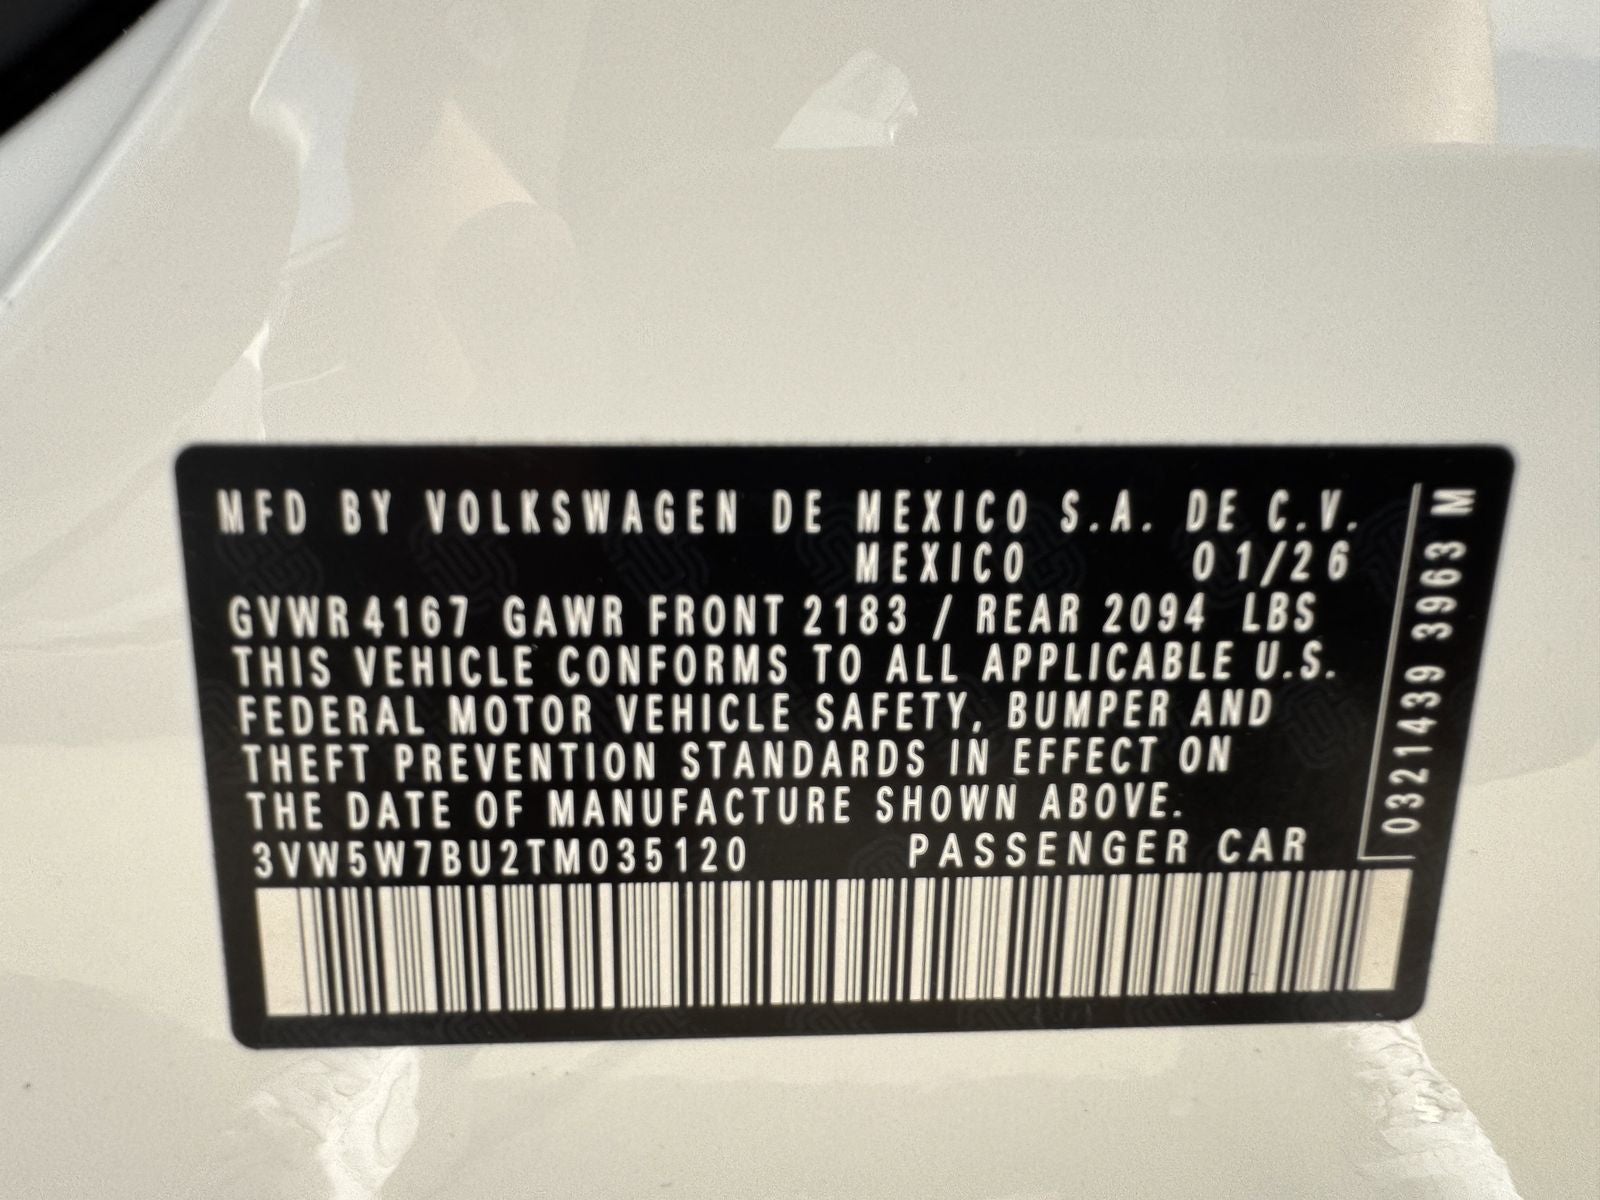 MFD BY VOLKSWAGEN DE MEXICO S.A. DE C.V.
MEXICO 01/26
GVWR 4167 GAWR FRONT 2183 / REAR 2094 LBS
THIS VEHICLE CONFORMS TO ALL APPLICABLE U.S.
FEDERAL MOTOR VEHICLE SAFETY, BUMPER AND
THEFT PREVENTION STANDARDS IN EFFECT ON
THE DATE OF MANUFACTURE SHOWN ABOVE.
3VW5W7BU2TM035120 PASSENGER CAR
0321439 3963 M